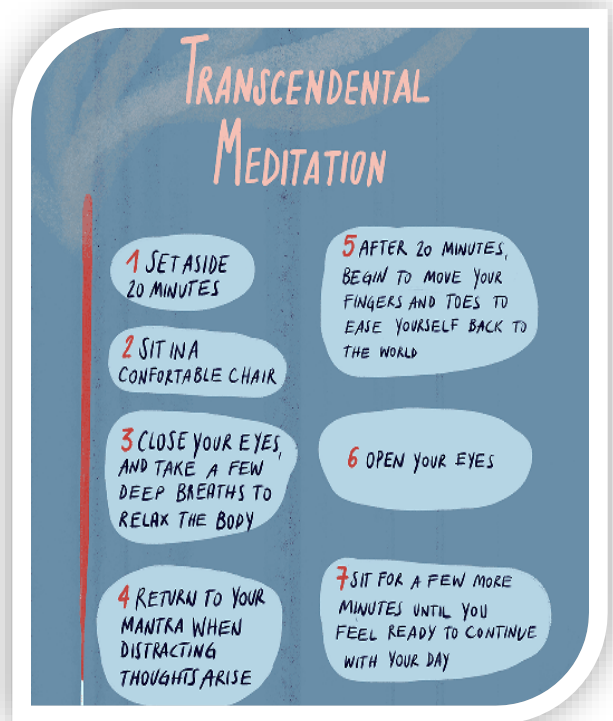 TRANSCENDENTAL
MEDITATION
1 SET ASIDE
20 MINUTES
2 SIT IN A
CONFORTABLE CHAIR
3 CLOSE YOUR EYES,
AND TAKE A FEW
DEEP BREATHS TO
RELAX THE BODY
4 RETURN TO YOUR
MANTRA WHEN
DISTRACTING
THOUGHTS ARISE
5 AFTER 20 MINUTES,
BEGIN TO MOVE YOUR
FINGERS AND TOES TO
EASE YOURSELF BACK TO
THE WORLD
6 OPEN YOUR EYES
7 SIT FOR A FEW MORE
MINUTES UNTIL YOU
FEEL READY TO CONTINUE
WITH YOUR DAY